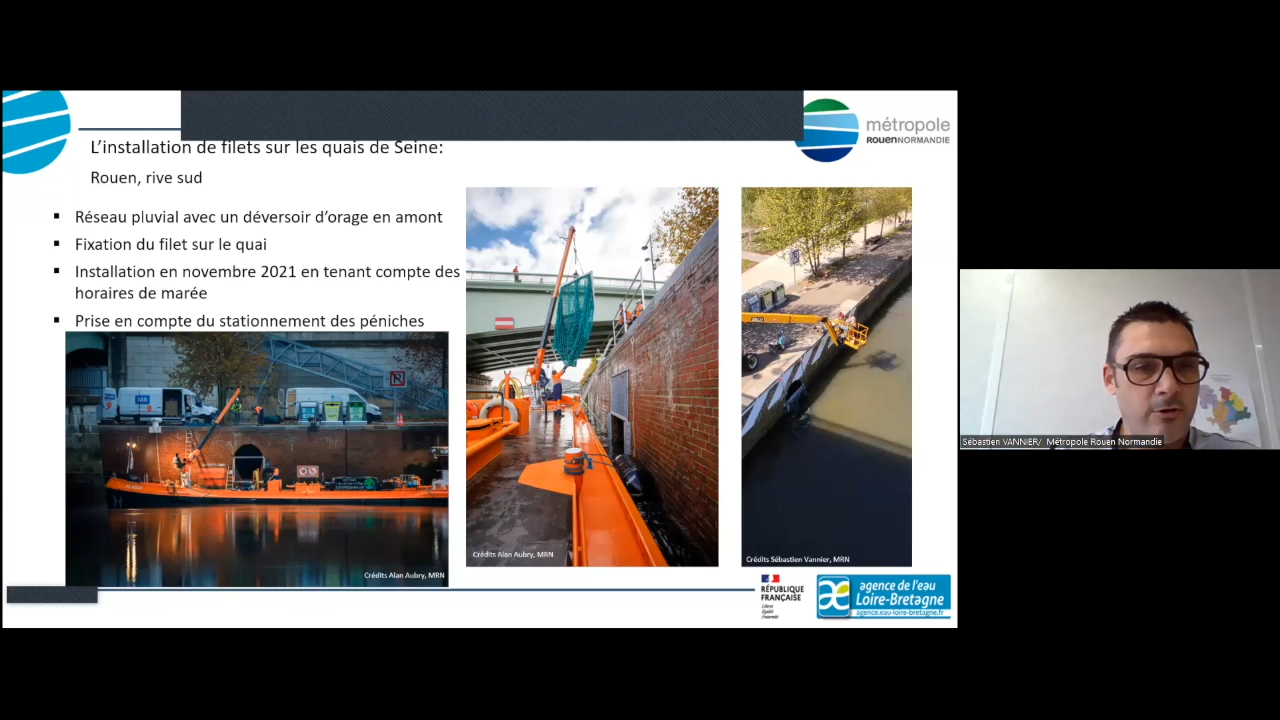 métropole
ROUENNORMANDIE
L'installation de filets sur les quais de Seine:
Rouen, rive sud
▪ Réseau pluvial avec un déversoir d'orage en amont
▪ Fixation du filet sur le quai
▪ Installation en novembre 2021 en tenant compte des
horaires de marée
▪ Prise en compte du stationnement des péniches
Crédits Alan Aubry, MRN
Crédits Alan Aubry, MRN
Crédits Sébastien Vannier, MRN
Sébastien VANNIER/ Métropole Rouen Normandie
RÉPUBLIQUE
FRANÇAISE
Liberté
Égalité
Fraternité
agence de l'eau
Loire-Bretagne
agence.eau-loire-bretagne.fr